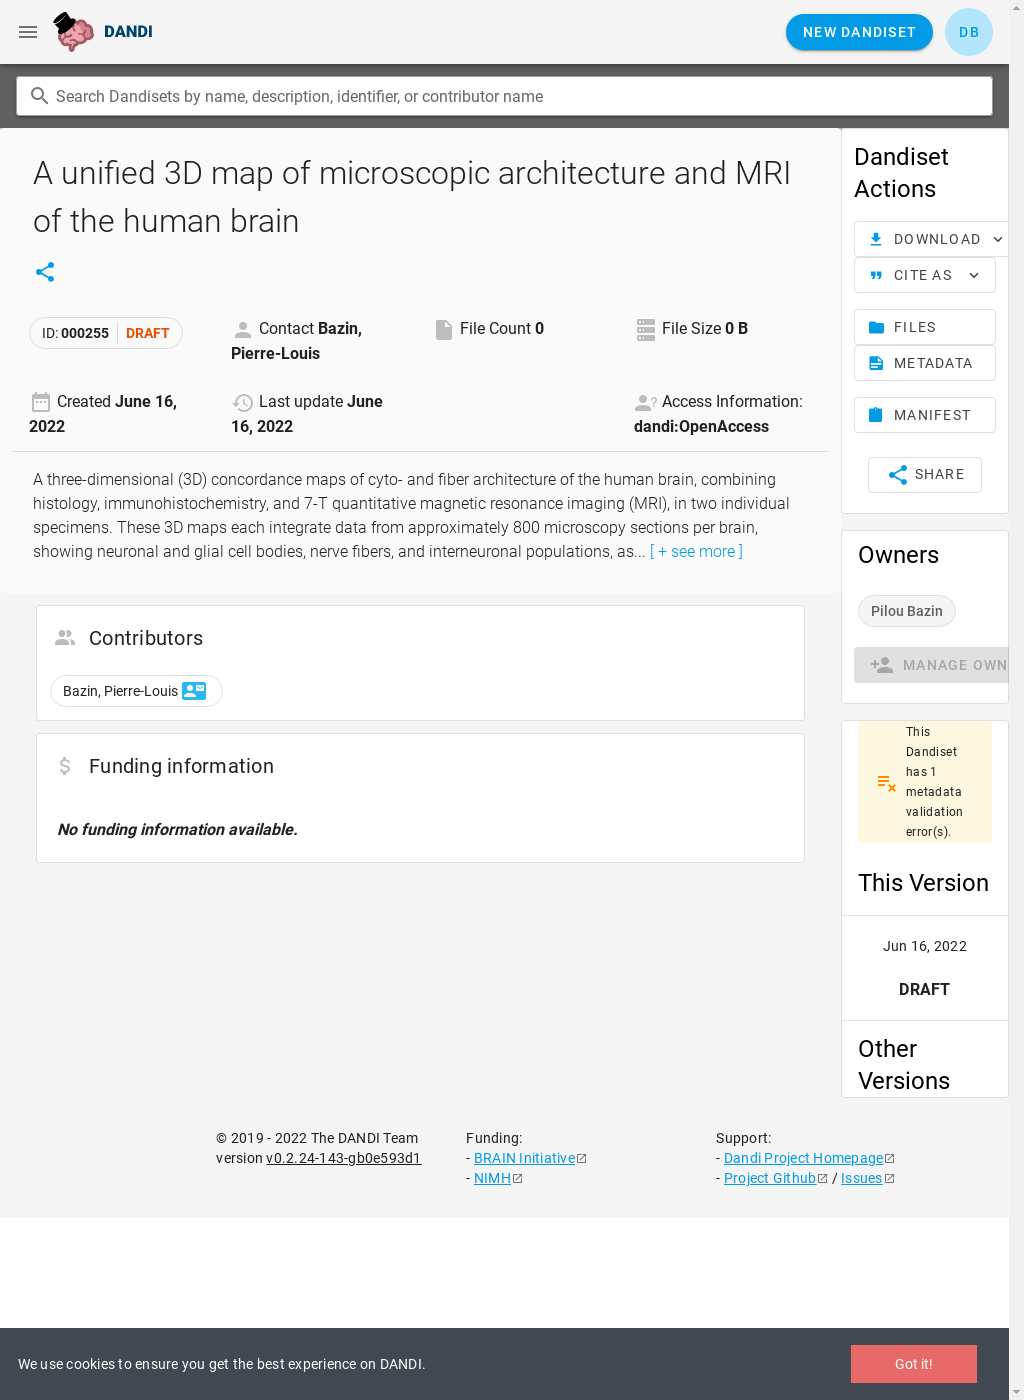 DANDI
NEW DANDISET
DB
Search Dandisets by name, description, identifier, or contributor name
A unified 3D map of microscopic architecture and MRI
of the human brain
ID: 000255 DRAFT
Contact Bazin,
Pierre-Louis
File Count 0
File Size 0 B
Created June 16,
2022
Last update June
16, 2022
Access Information:
dandi:OpenAccess
A three-dimensional (3D) concordance maps of cyto- and fiber architecture of the human brain, combining
histology, immunohistochemistry, and 7-T quantitative magnetic resonance imaging (MRI), in two individual
specimens. These 3D maps each integrate data from approximately 800 microscopy sections per brain,
showing neuronal and glial cell bodies, nerve fibers, and interneuronal populations, as... [ + see more ]
Contributors
Bazin, Pierre-Louis
Funding information
No funding information available.
Dandiset
Actions
DOWNLOAD
CITE AS
FILES
METADATA
MANIFEST
SHARE
Owners
Pilou Bazin
MANAGE OWN
This
Dandiset
has 1
metadata
validation
error(s).
This Version
Jun 16, 2022
DRAFT
Other
Versions
© 2019 - 2022 The DANDI Team
version v0.2.24-143-gb0e593d1
Funding:
- BRAIN Initiative
- NIMH
Support:
- Dandi Project Homepage
- Project Github / Issues
We use cookies to ensure you get the best experience on DANDI.
Got it!